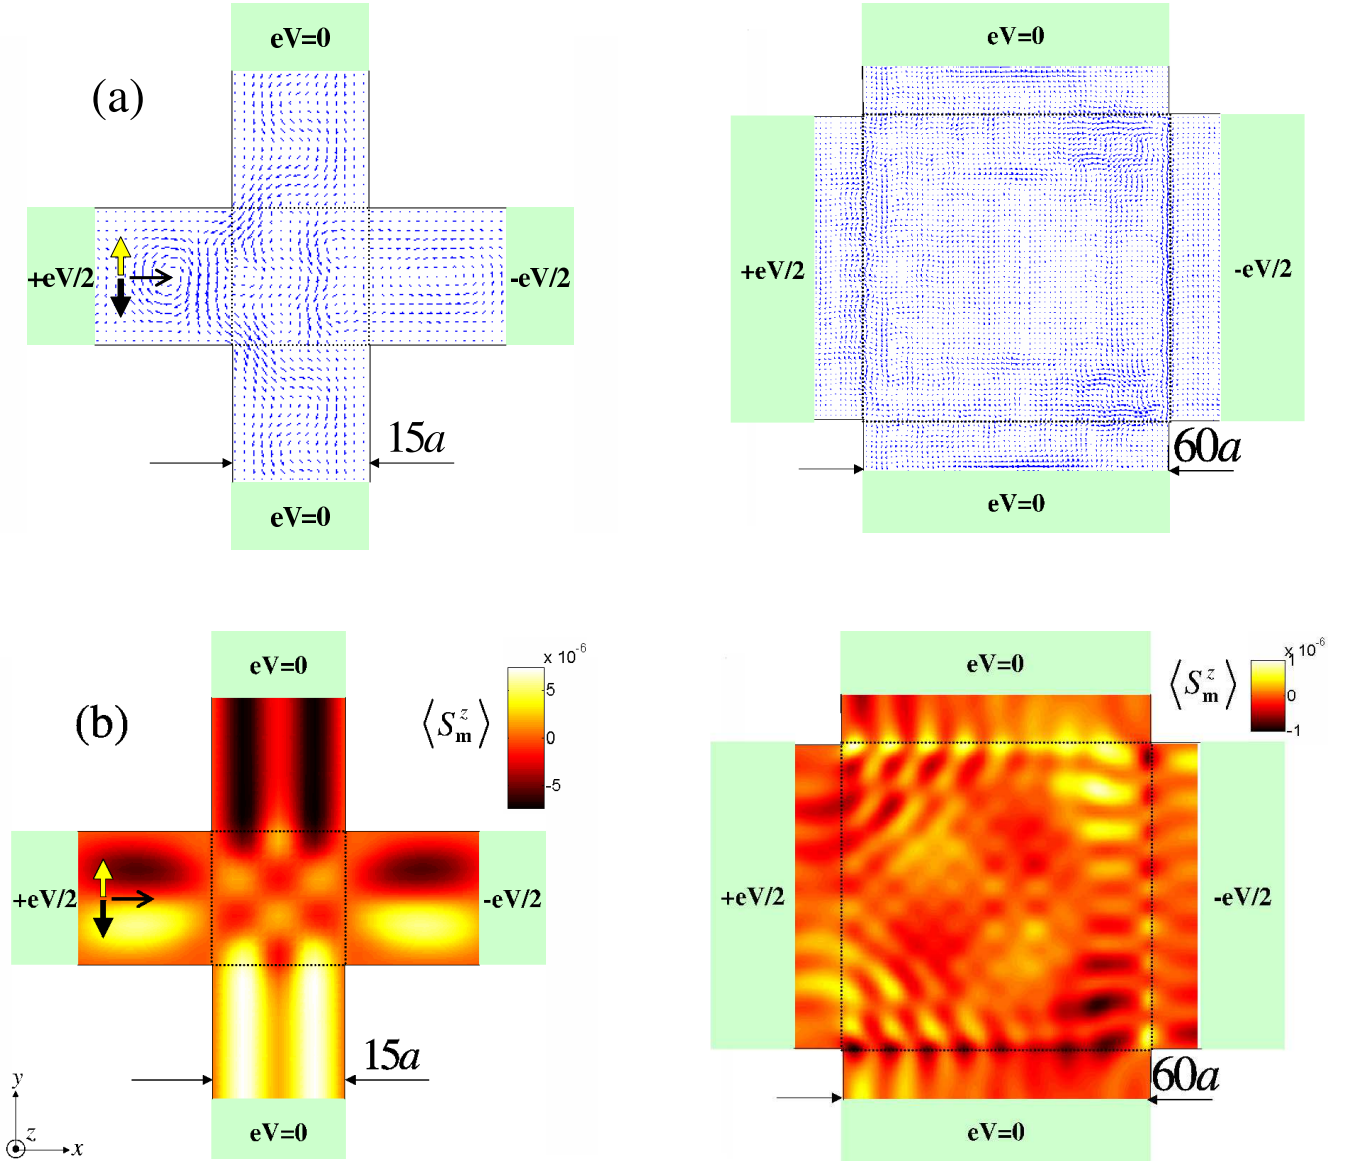 eV=0
eV=0
(a)
+eV/2
-eV/2
+eV/2
-eV/2
15a
60a
eV=0
eV=0
eV=0
x 10⁻⁶
5
0
-5
⟨S_m^z⟩
eV=0
x 10⁻⁶
1
0
-1
⟨S_m^z⟩
(b)
+eV/2
-eV/2
+eV/2
-eV/2
15a
60a
y
z
x
eV=0
eV=0